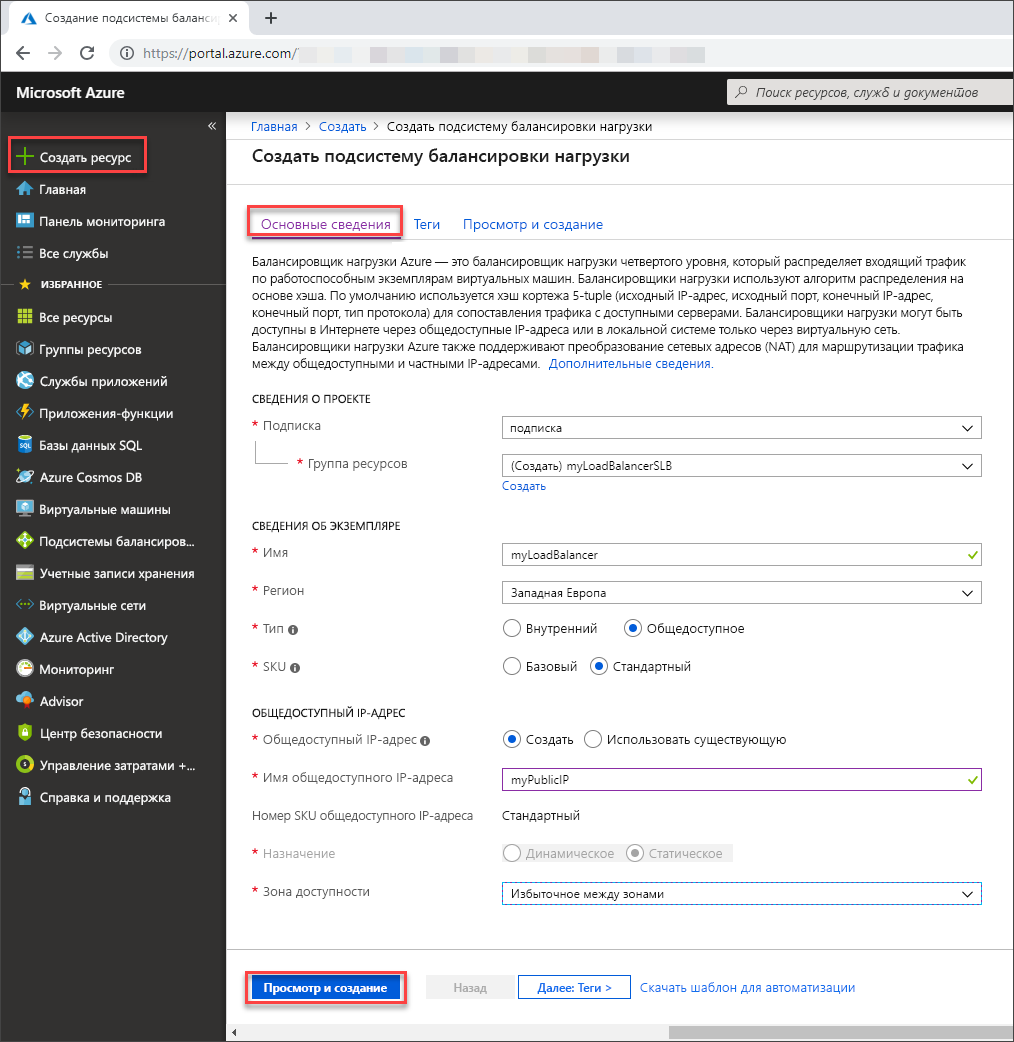 Создание подсистемы балансиро
https://portal.azure.com/
Microsoft Azure
Поиск ресурсов, служб и документов
Создать ресурс
Главная
Панель мониторинга
Все службы
ИЗБРАННОЕ
Все ресурсы
Группы ресурсов
Службы приложений
Приложения-функции
Базы данных SQL
Azure Cosmos DB
Виртуальные машины
Подсистемы балансиров...
Учетные записи хранения
Виртуальные сети
Azure Active Directory
Мониторинг
Advisor
Центр безопасности
Управление затратами +...
Справка и поддержка
Главная > Создать > Создать подсистему балансировки нагрузки
Создать подсистему балансировки нагрузки
Основные сведения Теги Просмотр и создание
Балансировщик нагрузки Azure — это балансировщик нагрузки четвертого уровня, который распределяет входящий трафик
по работоспособным экземплярам виртуальных машин. Балансировщики нагрузки используют алгоритм распределения на
основе хэша. По умолчанию используется хэш кортежа 5-tuple (исходный IP-адрес, исходный порт, конечный IP-адрес,
конечный порт, тип протокола) для сопоставления трафика с доступными серверами. Балансировщики нагрузки могут быть
доступны в Интернете через общедоступные IP-адреса или в локальной системе только через виртуальную сеть.
Балансировщики нагрузки Azure также поддерживают преобразование сетевых адресов (NAT) для маршрутизации трафика
между общедоступными и частными IP-адресами. Дополнительные сведения.
СВЕДЕНИЯ О ПРОЕКТЕ
* Подписка подписка
* Группа ресурсов (Создать) myLoadBalancerSLB
Создать
СВЕДЕНИЯ ОБ ЭКЗЕМПЛЯРЕ
* Имя myLoadBalancer
* Регион Западная Европа
* Тип Внутренний Общедоступное
* SKU Базовый Стандартный
ОБЩЕДОСТУПНЫЙ IP-АДРЕС
* Общедоступный IP-адрес Создать Использовать существующую
* Имя общедоступного IP-адреса myPublicIP
Номер SKU общедоступного IP-адреса Стандартный
* Назначение Динамическое Статическое
* Зона доступности Избыточное между зонами
Просмотр и создание Назад Далее: Теги > Скачать шаблон для автоматизации